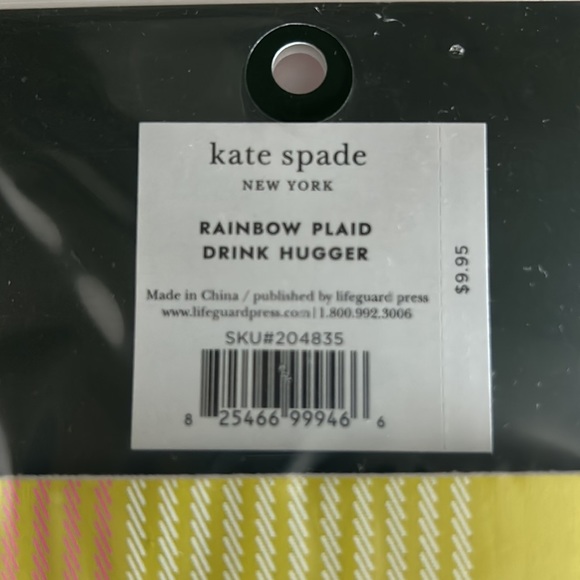 kate spade
NEW YORK
RAINBOW PLAID
DRINK HUGGER
Made in China / published by lifeguard press
www.lifeguardpress.com | 1.800.992.3006
SKU#204835
8 25466 99946 6
$9.95